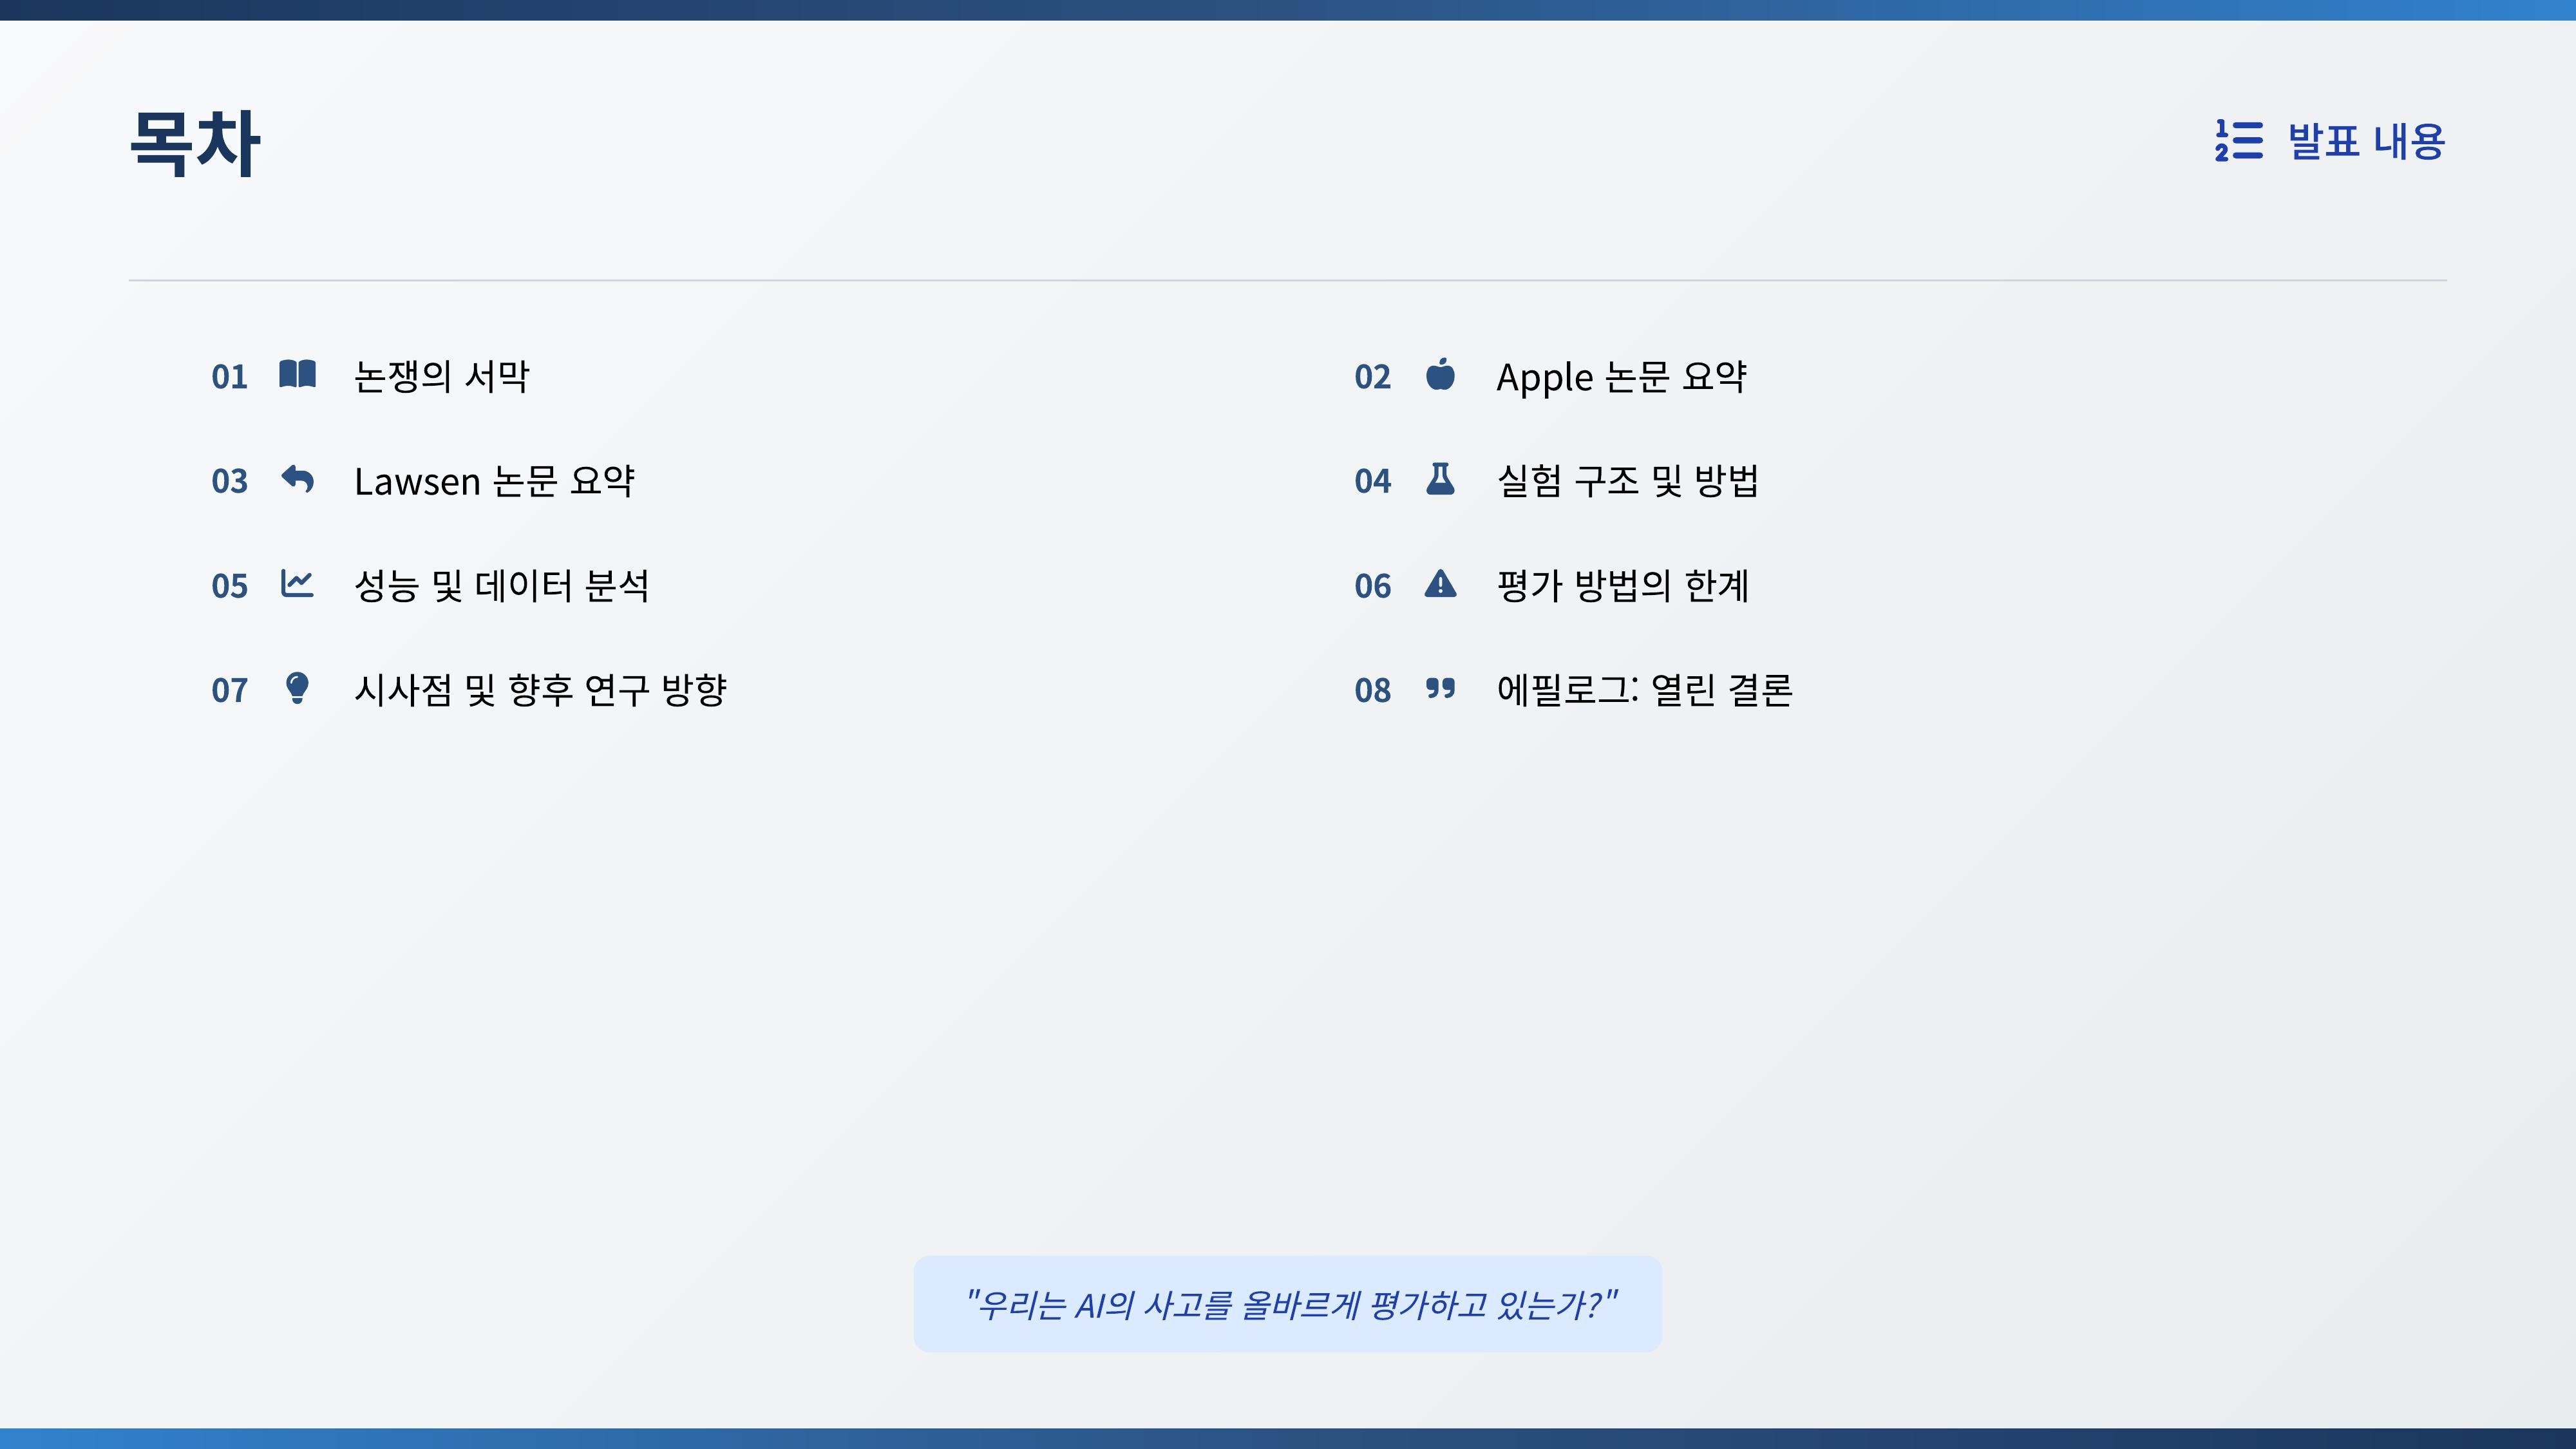 목차
발표 내용
01 논쟁의 서막
02 Apple 논문 요약
03 Lawsen 논문 요약
04 실험 구조 및 방법
05 성능 및 데이터 분석
06 평가 방법의 한계
07 시사점 및 향후 연구 방향
08 에필로그: 열린 결론
"우리는 AI의 사고를 올바르게 평가하고 있는가?"